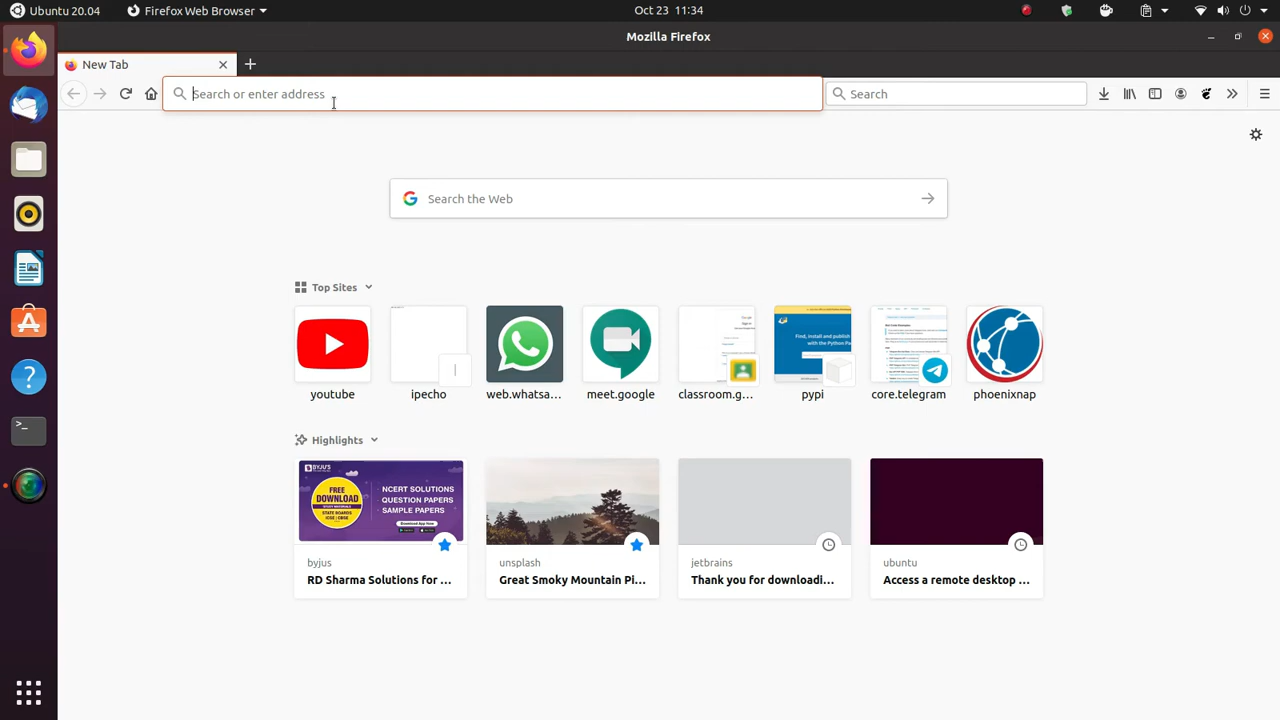 Ubuntu 20.04
Firefox Web Browser
Oct 23 11:34
Mozilla Firefox
New Tab
Search or enter address
Search
Search the Web
Top Sites
youtube
ipecho
web.whatsa...
meet.google
classroom.g...
pypi
core.telegram
phoenixnap
Highlights
BYJU'S
FREE
DOWNLOAD
NCERT SOLUTIONS
QUESTION PAPERS
SAMPLE PAPERS
byjus
RD Sharma Solutions for ...
unsplash
Great Smoky Mountain Pi...
jetbrains
Thank you for downloadi...
ubuntu
Access a remote desktop ...